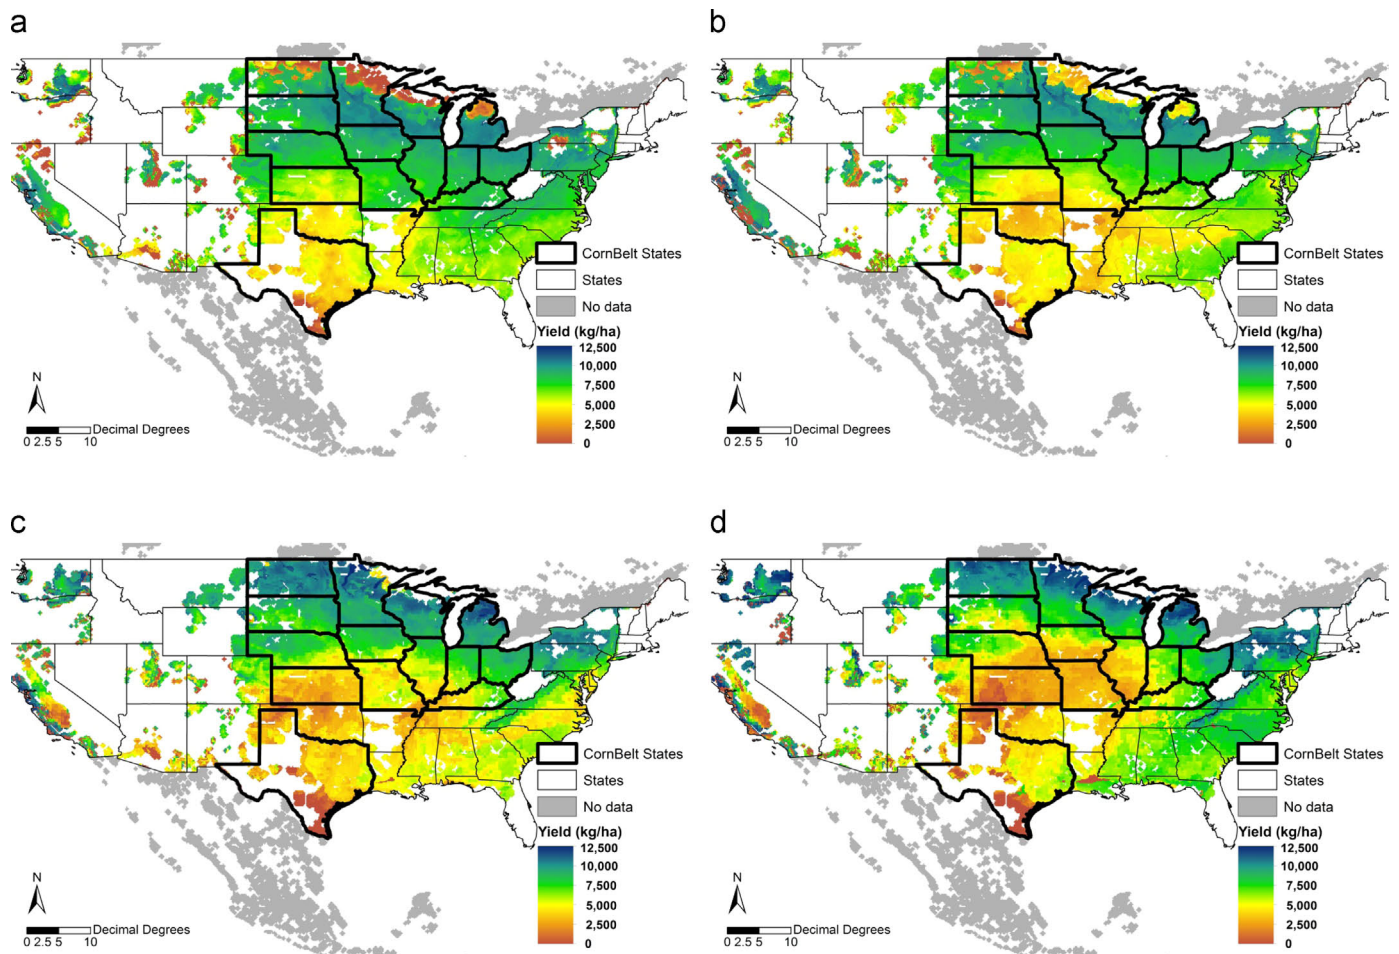 a
CornBelt States
States
No data
Yield (kg/ha)
12,500
10,000
7,500
5,000
2,500
0
N
Decimal Degrees
0 2.5 5 10
b
CornBelt States
States
No data
Yield (kg/ha)
12,500
10,000
7,500
5,000
2,500
0
N
Decimal Degrees
0 2.5 5 10
c
CornBelt States
States
No data
Yield (kg/ha)
12,500
10,000
7,500
5,000
2,500
0
N
Decimal Degrees
0 2.5 5 10
d
CornBelt States
States
No data
Yield (kg/ha)
12,500
10,000
7,500
5,000
2,500
0
N
Decimal Degrees
0 2.5 5 10